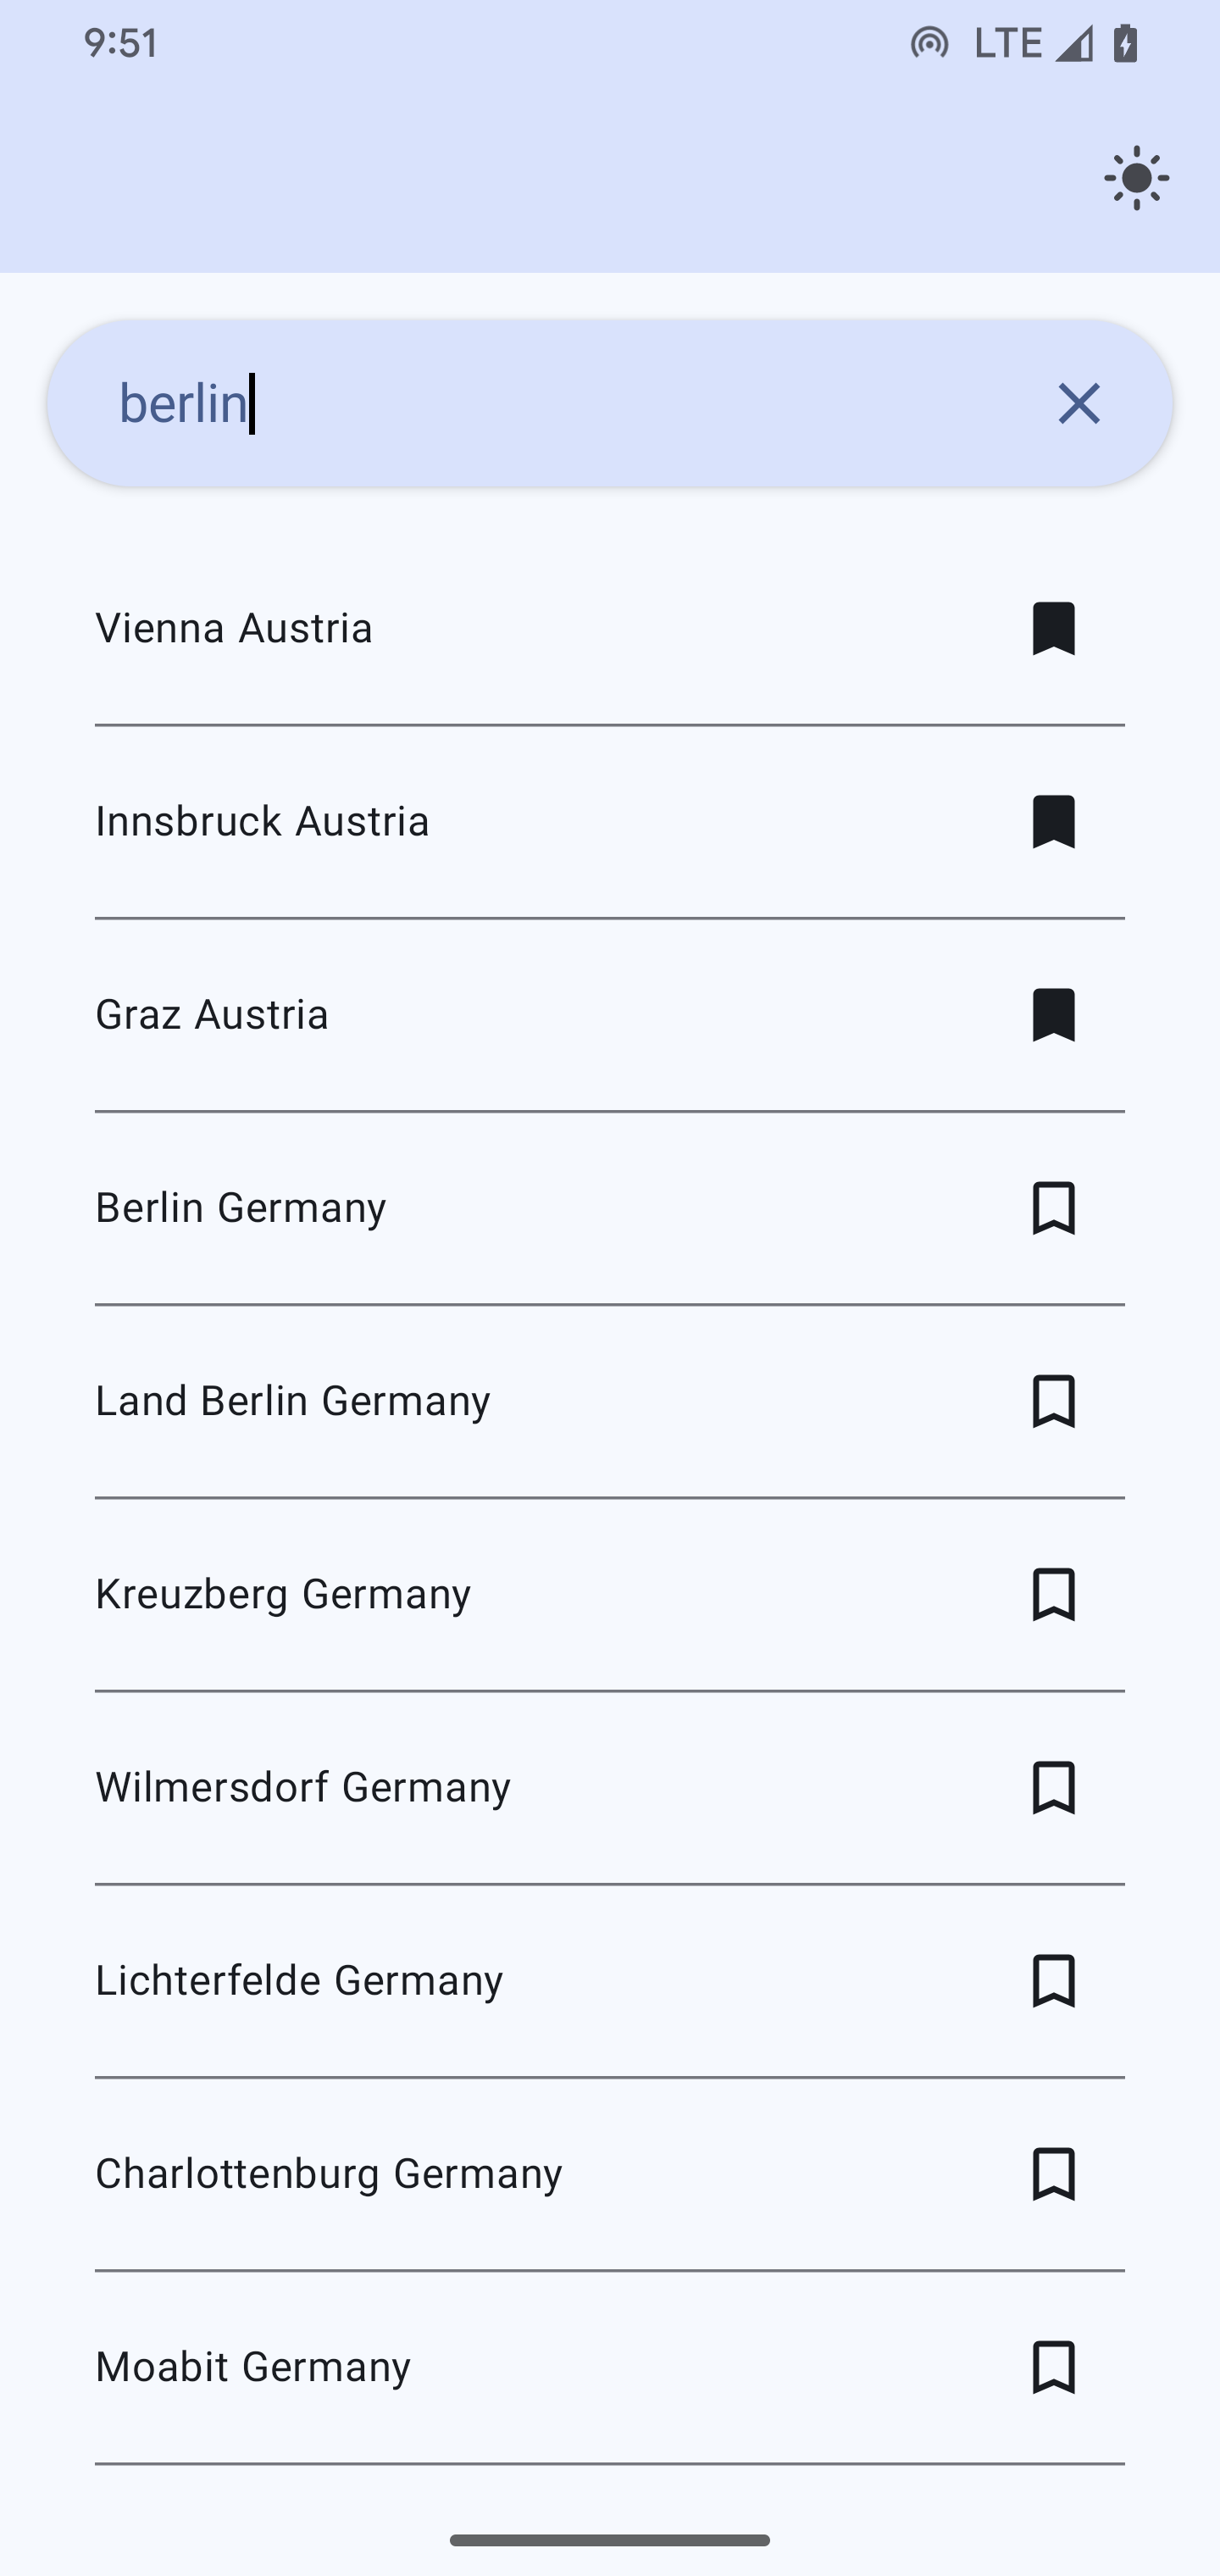 9:51 LTE
berlin
Vienna Austria
Innsbruck Austria
Graz Austria
Berlin Germany
Land Berlin Germany
Kreuzberg Germany
Wilmersdorf Germany
Lichterfelde Germany
Charlottenburg Germany
Moabit Germany